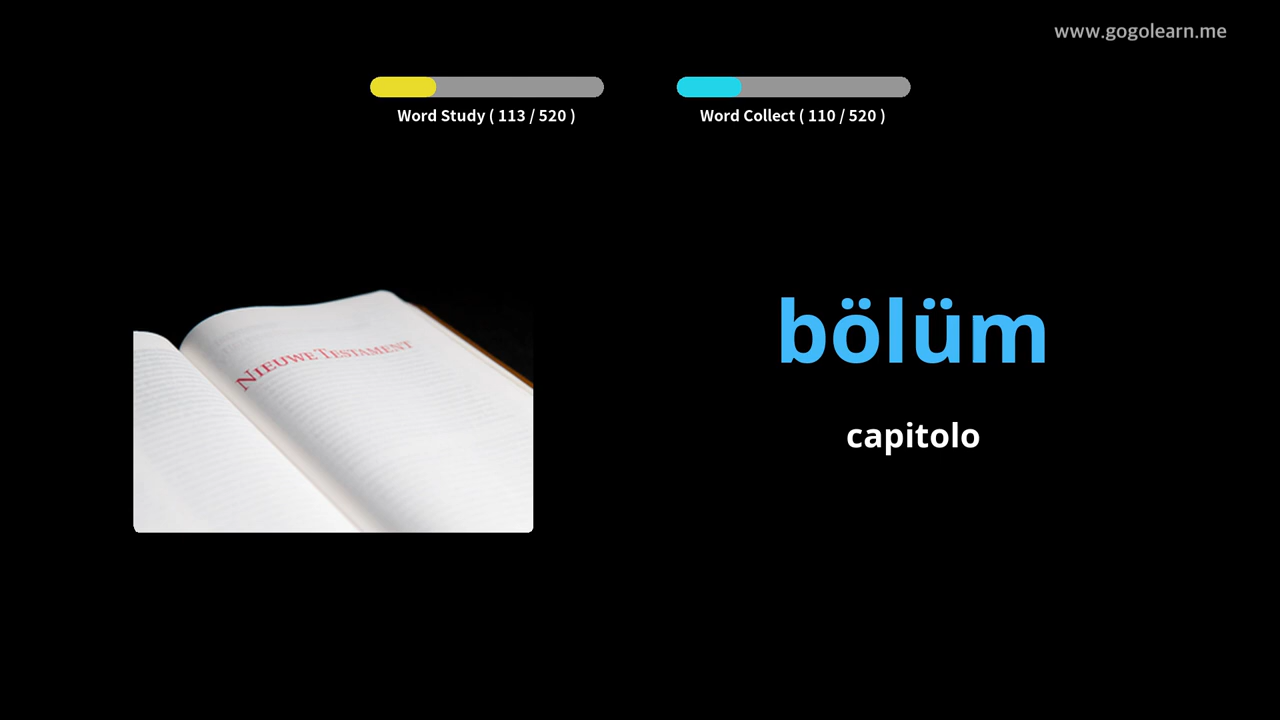 www.gogolearn.me
Word Study ( 113 / 520 )
Word Collect ( 110 / 520 )
NIEUWE TESTAMENT
bölüm
capitolo